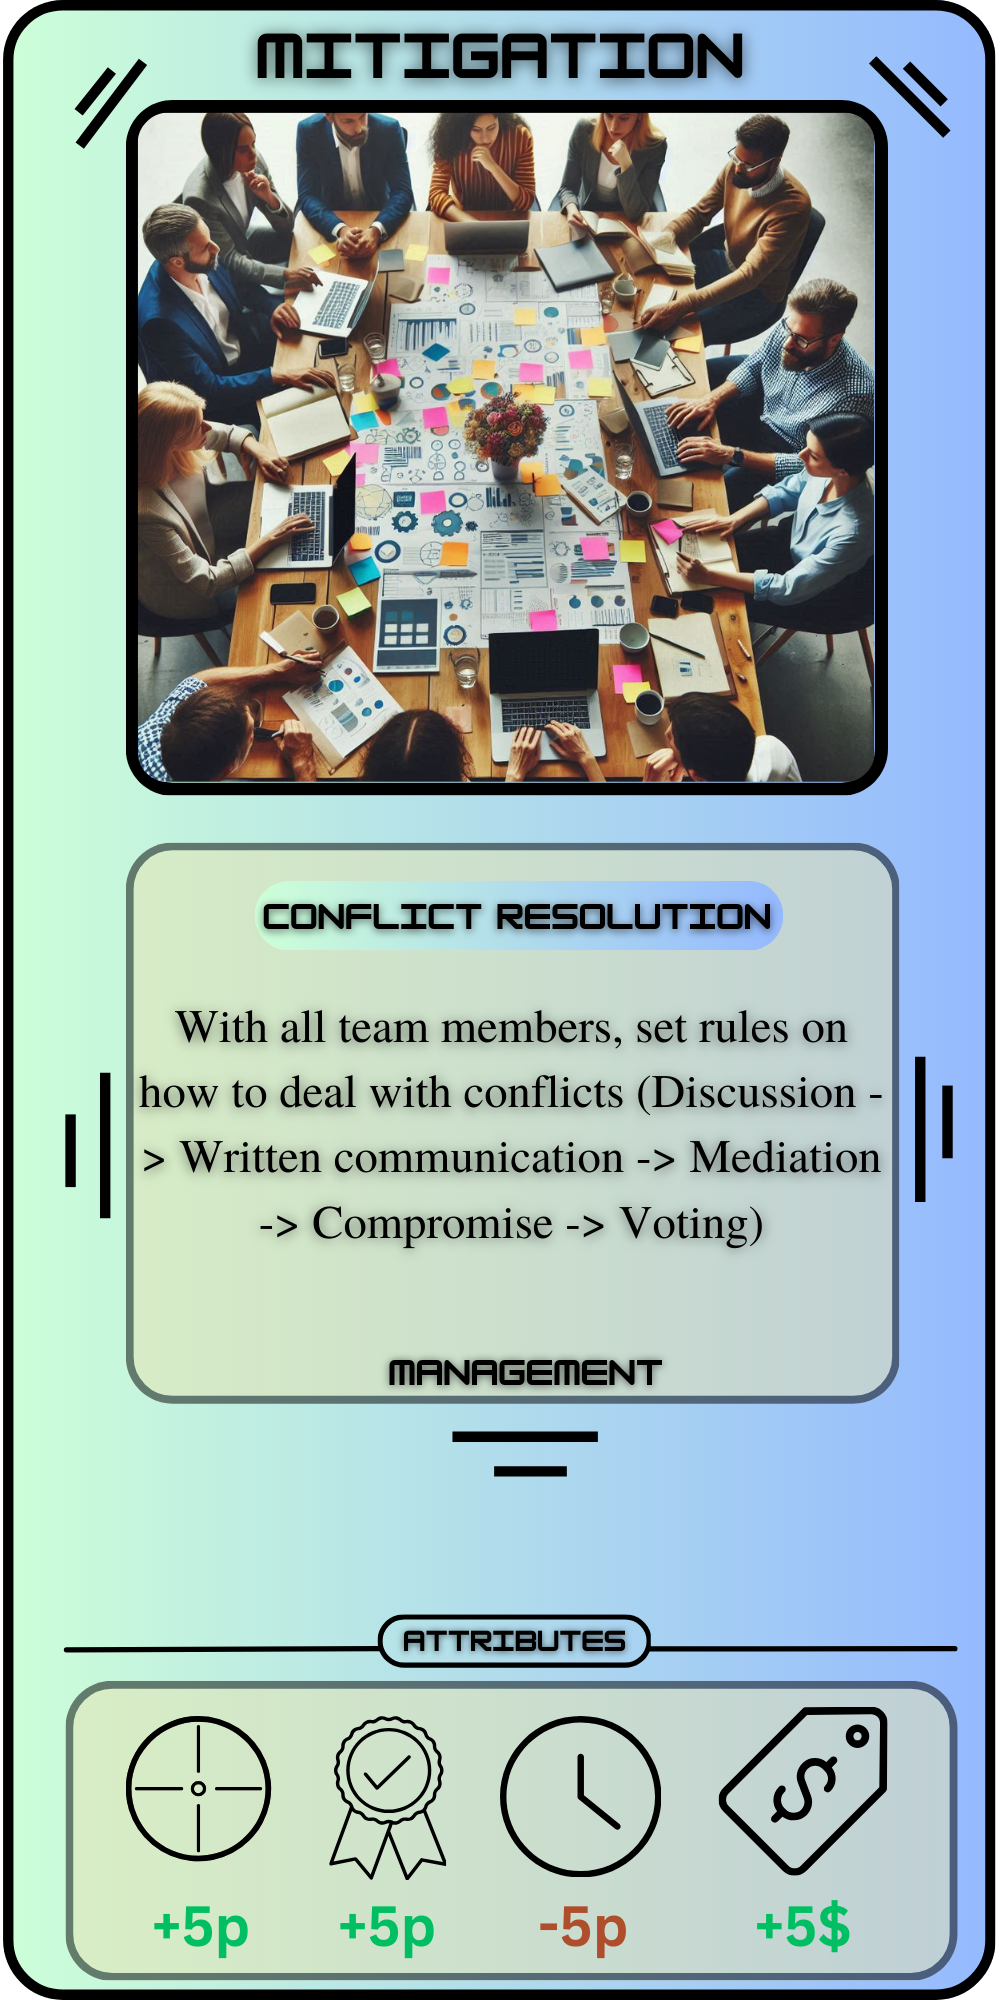 MITIGATION
CONFLICT RESOLUTION
With all team members, set rules on
how to deal with conflicts (Discussion -
> Written communication -> Mediation
-> Compromise -> Voting)
MANAGEMENT
ATTRIBUTES
+5p +5p -5p +5$